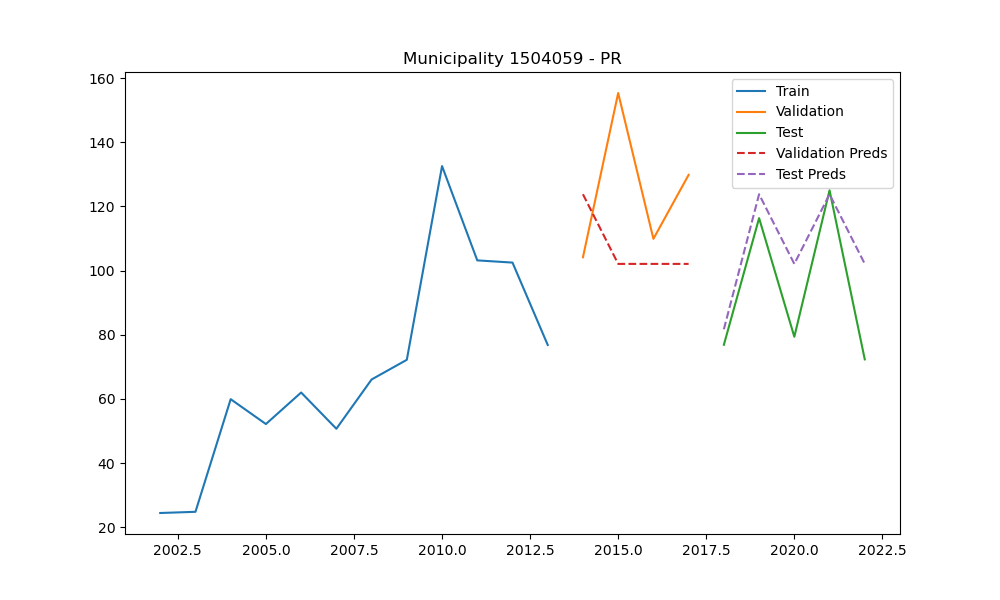 Municipality 1504059 - PR
160
140
120
100
80
60
40
20
Train
Validation
Test
Validation Preds
Test Preds
2002.5 2005.0 2007.5 2010.0 2012.5 2015.0 2017.5 2020.0 2022.5